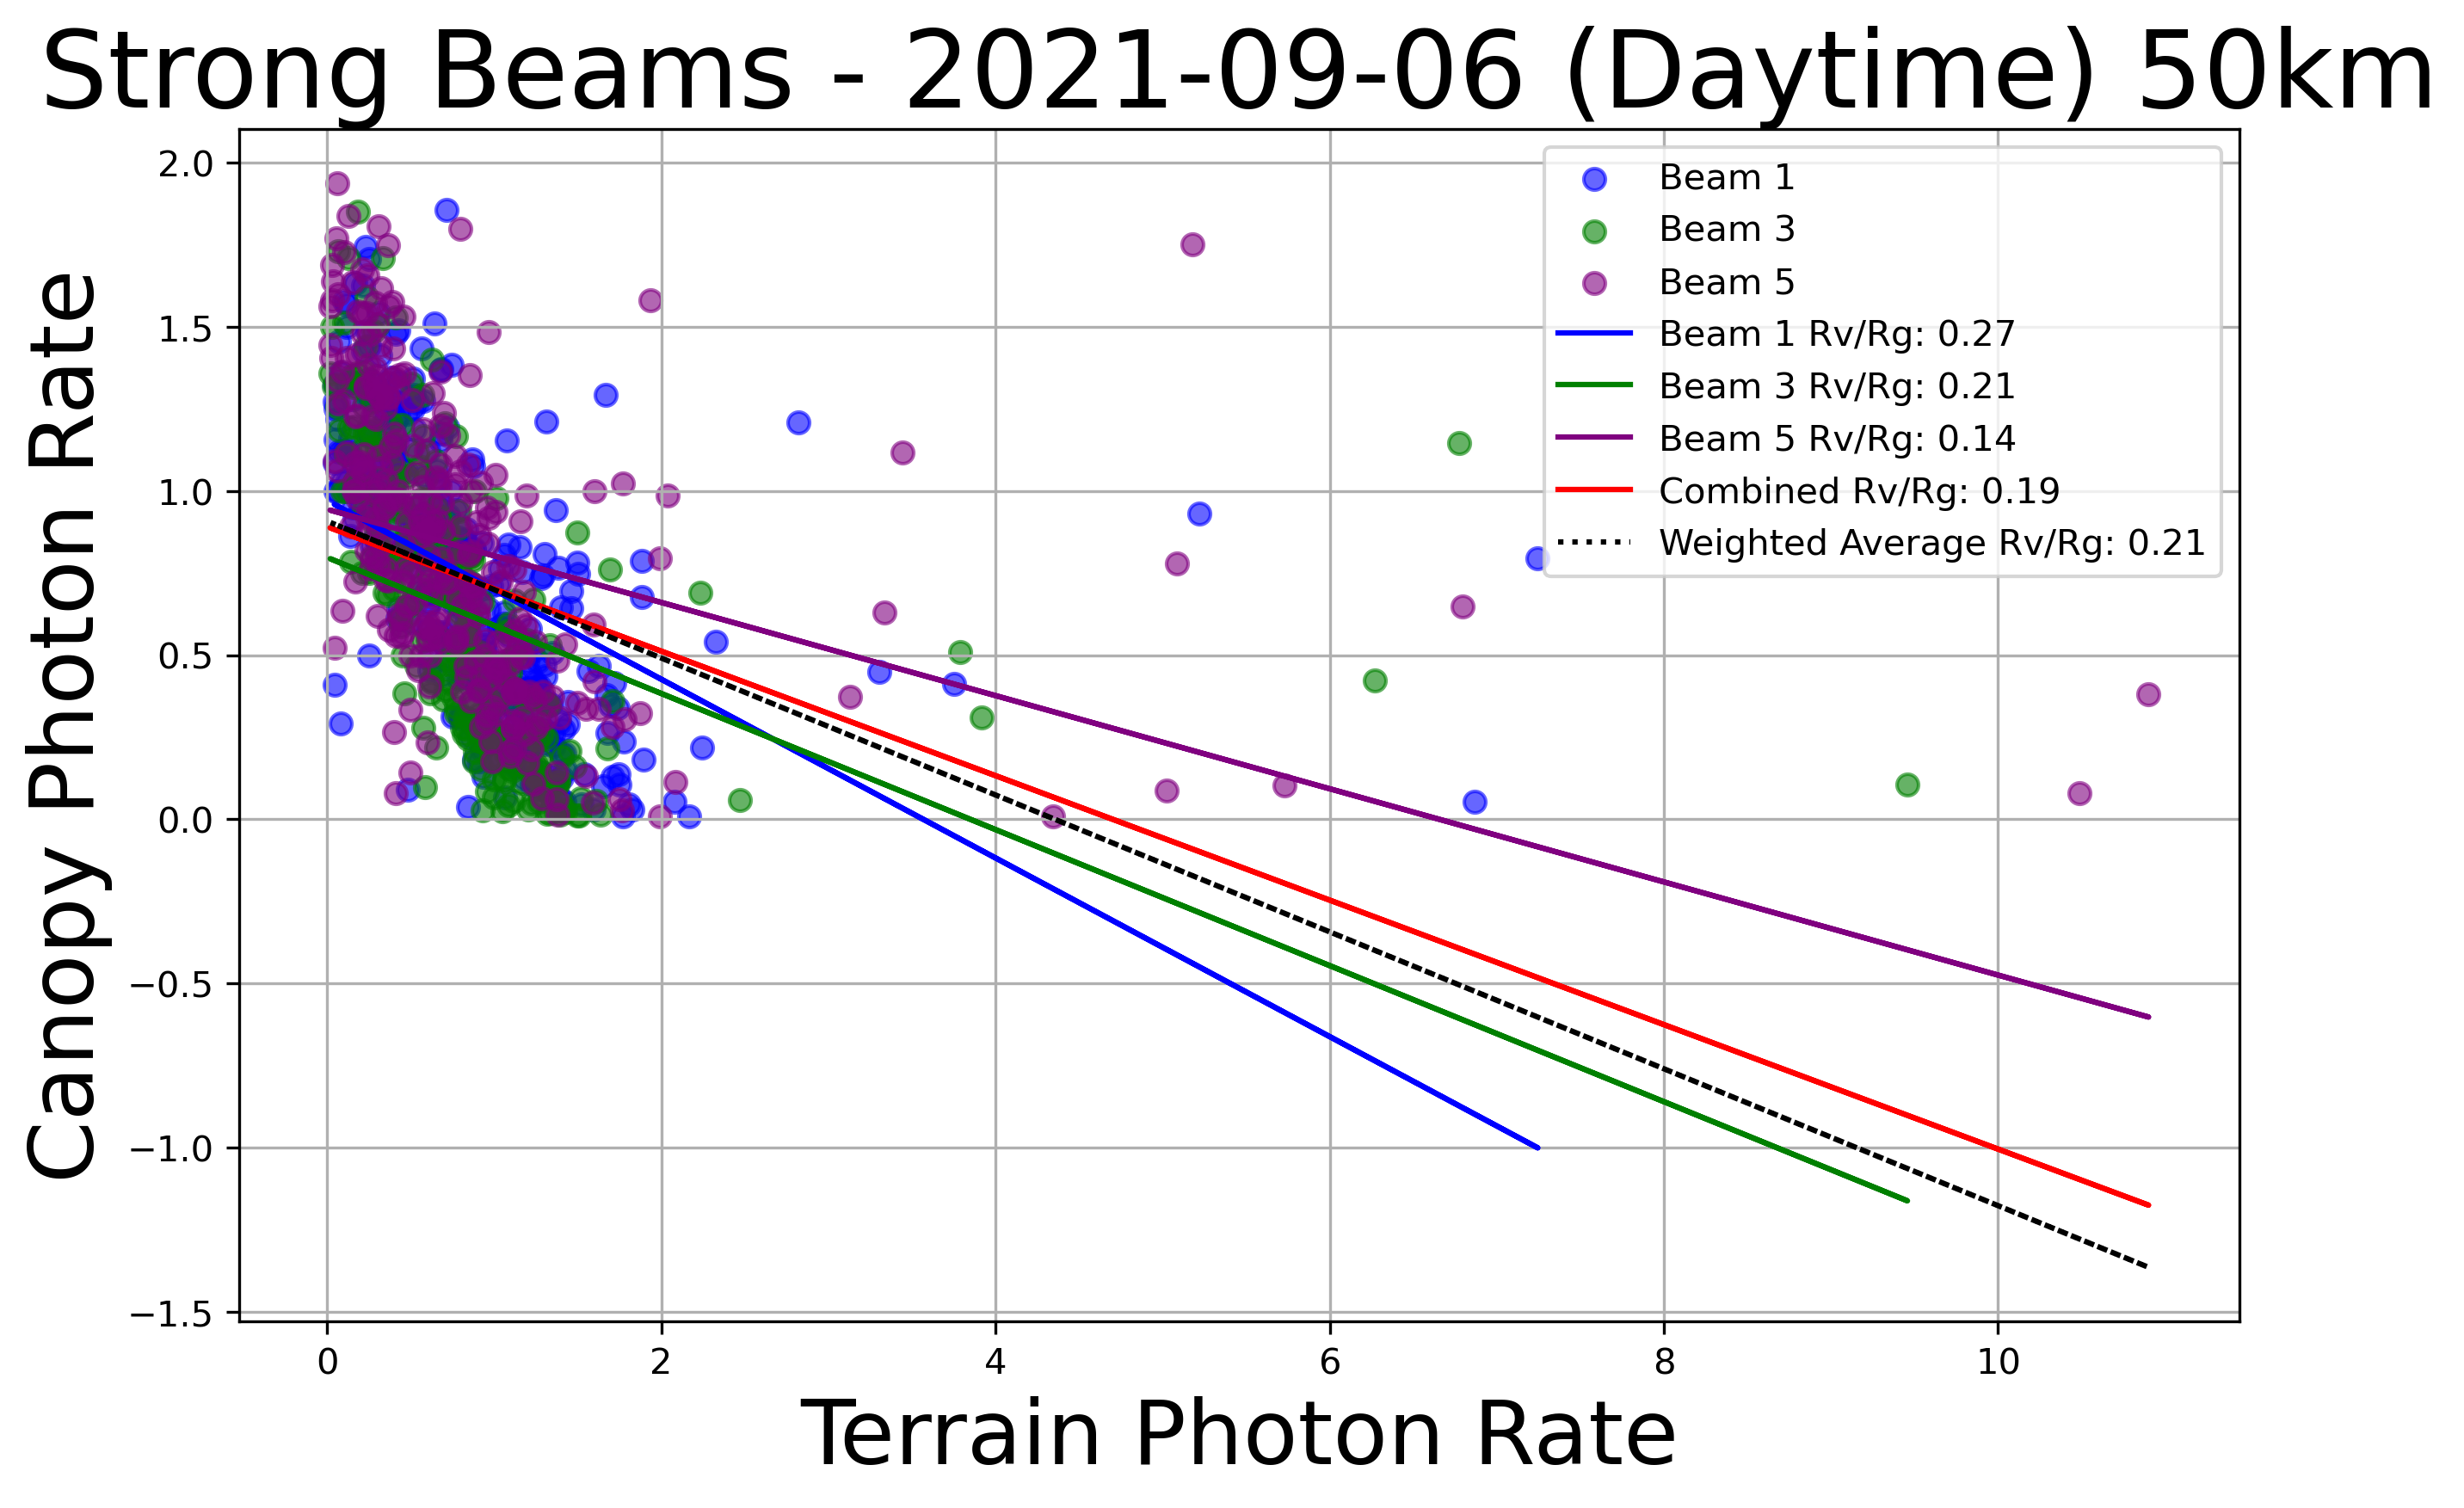 Strong Beams - 2021-09-06 (Daytime) 50km
Canopy Photon Rate
2.0
1.5
1.0
0.5
0.0
−0.5
−1.0
−1.5
Beam 1
Beam 3
Beam 5
Beam 1 Rv/Rg: 0.27
Beam 3 Rv/Rg: 0.21
Beam 5 Rv/Rg: 0.14
Combined Rv/Rg: 0.19
Weighted Average Rv/Rg: 0.21
0 2 4 6 8 10
Terrain Photon Rate